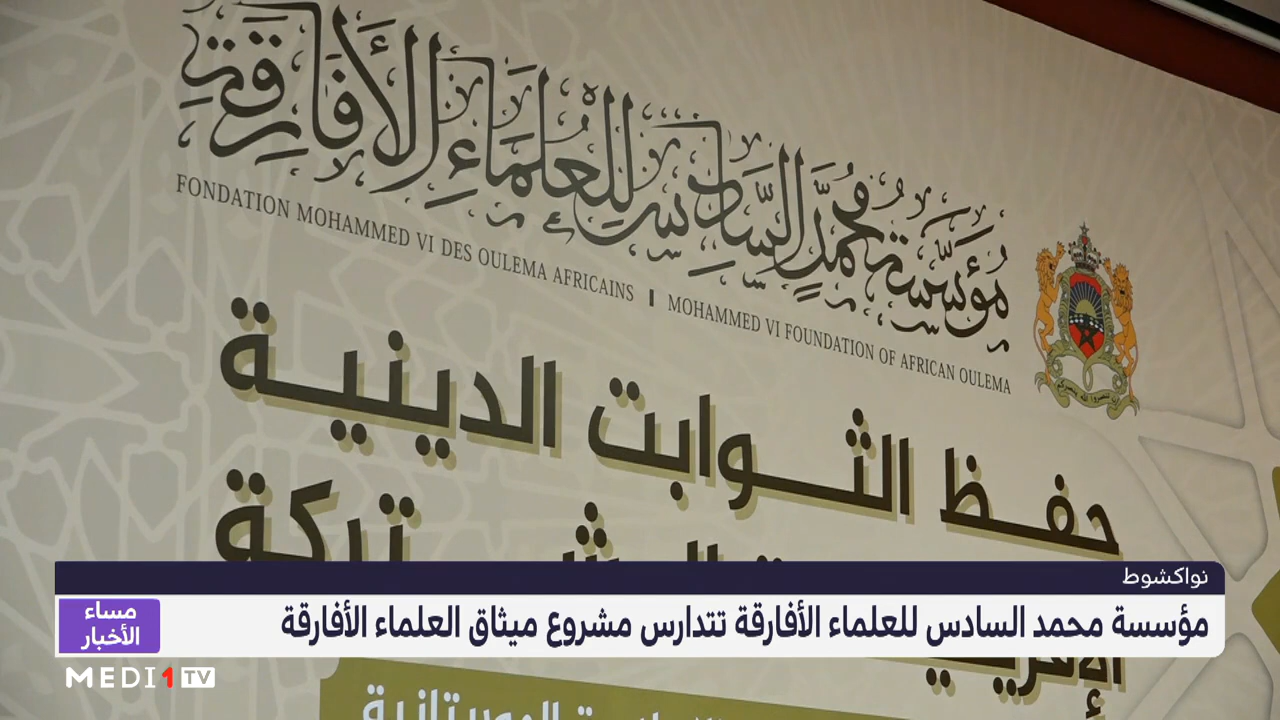 مؤسسة محمد السادس للعلماء الأفارقة
FONDATION MOHAMMED VI DES OULEMA AFRICAINS | MOHAMMED VI FOUNDATION OF AFRICAN OULEMA
حفظ الثوابت الدينية
نواكشوط
مؤسسة محمد السادس للعلماء الأفارقة تتدارس مشروع ميثاق العلماء الأفارقة
مساء
الأخبار
MEDI1TV